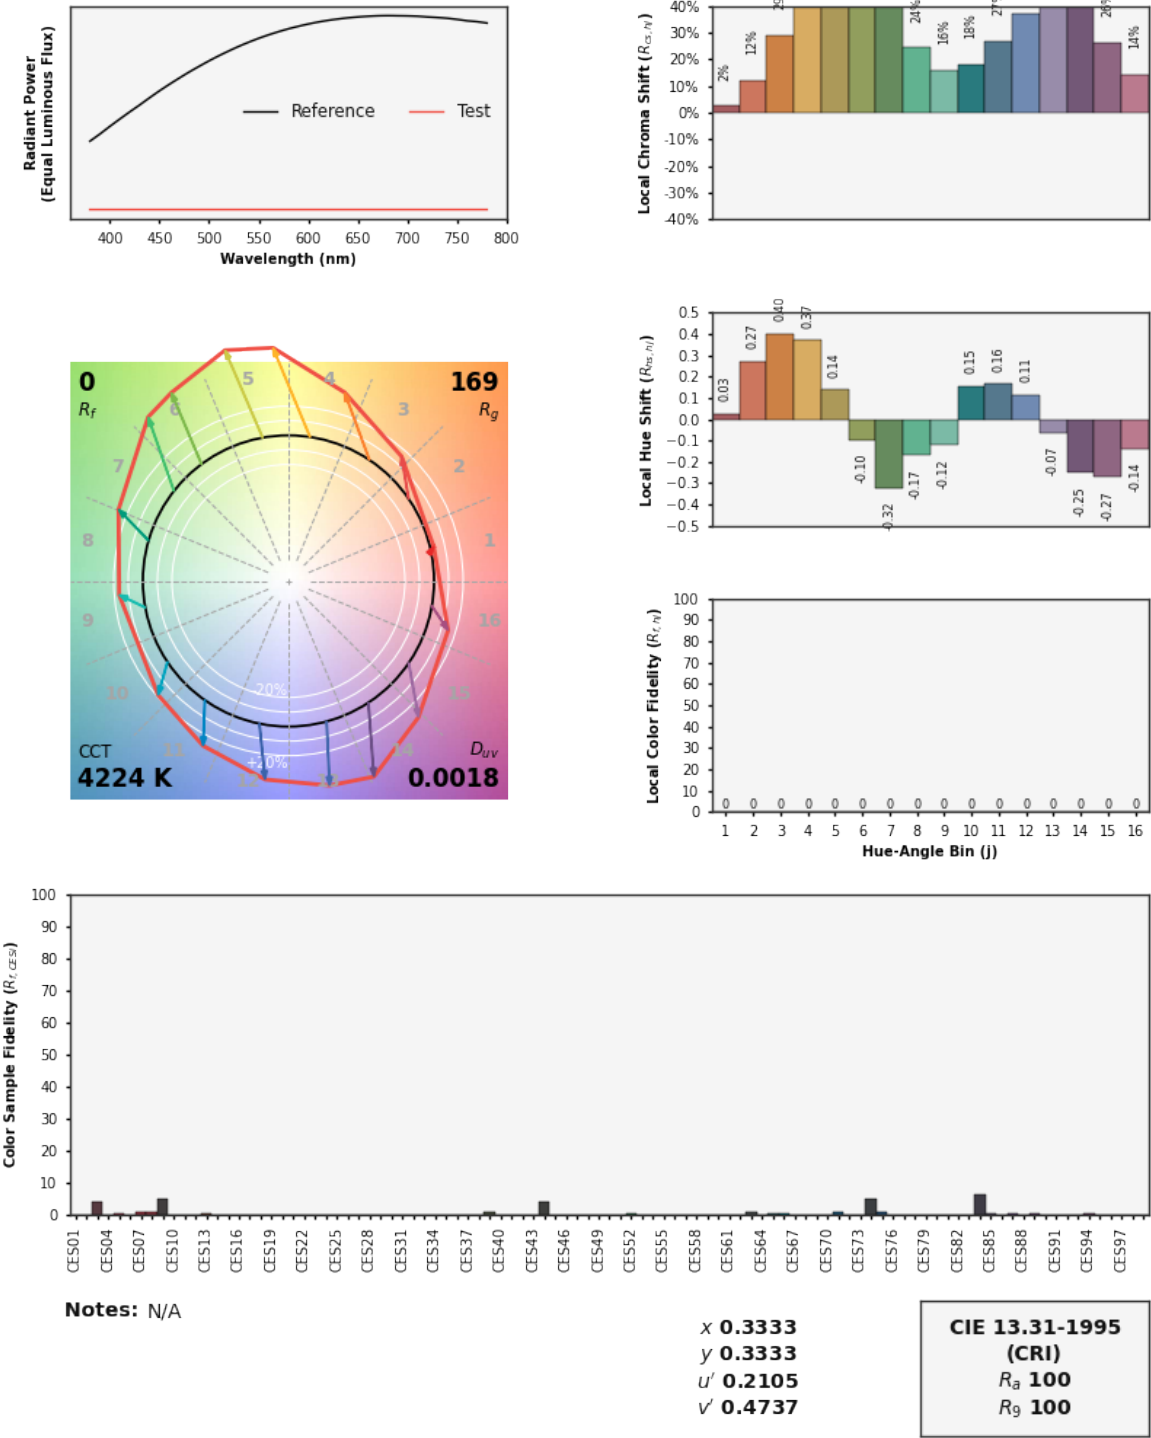 Radiant Power
(Equal Luminous Flux)
Reference
Test
400 450 500 550 600 650 700 750 800
Wavelength (nm)
Local Chroma Shift (Rcs,hj)
40%
30%
20%
10%
0%
-10%
-20%
-30%
-40%
2% 12% 24% 16% 18% 26% 14%
Local Hue Shift (Rhs,hj)
0.5
0.4
0.3
0.2
0.1
0.0
−0.1
−0.2
−0.3
−0.4
−0.5
0.03 0.27 0.40 0.37 0.14 -0.10 -0.32 -0.17 -0.12 0.15 0.16 0.11 -0.07 -0.25 -0.27 -0.14
0
Rf
169
Rg
1
2
3
4
5
6
7
8
9
10
11
12
13
14
15
16
-20%
+20%
CCT
4224 K
Duv
0.0018
Local Color Fidelity (Rf,hj)
100
90
80
70
60
50
40
30
20
10
0
0 0 0 0 0 0 0 0 0 0 0 0 0 0 0 0
1 2 3 4 5 6 7 8 9 10 11 12 13 14 15 16
Hue-Angle Bin (j)
Color Sample Fidelity (Rf,CESi)
100
90
80
70
60
50
40
30
20
10
0
CES01 CES04 CES07 CES10 CES13 CES16 CES19 CES22 CES25 CES28 CES31 CES34 CES37 CES40 CES43 CES46 CES49 CES52 CES55 CES58 CES61 CES64 CES67 CES70 CES73 CES76 CES79 CES82 CES85 CES88 CES91 CES94 CES97
Notes: N/A
x 0.3333
y 0.3333
u' 0.2105
v' 0.4737
CIE 13.31-1995
(CRI)
Ra 100
R9 100